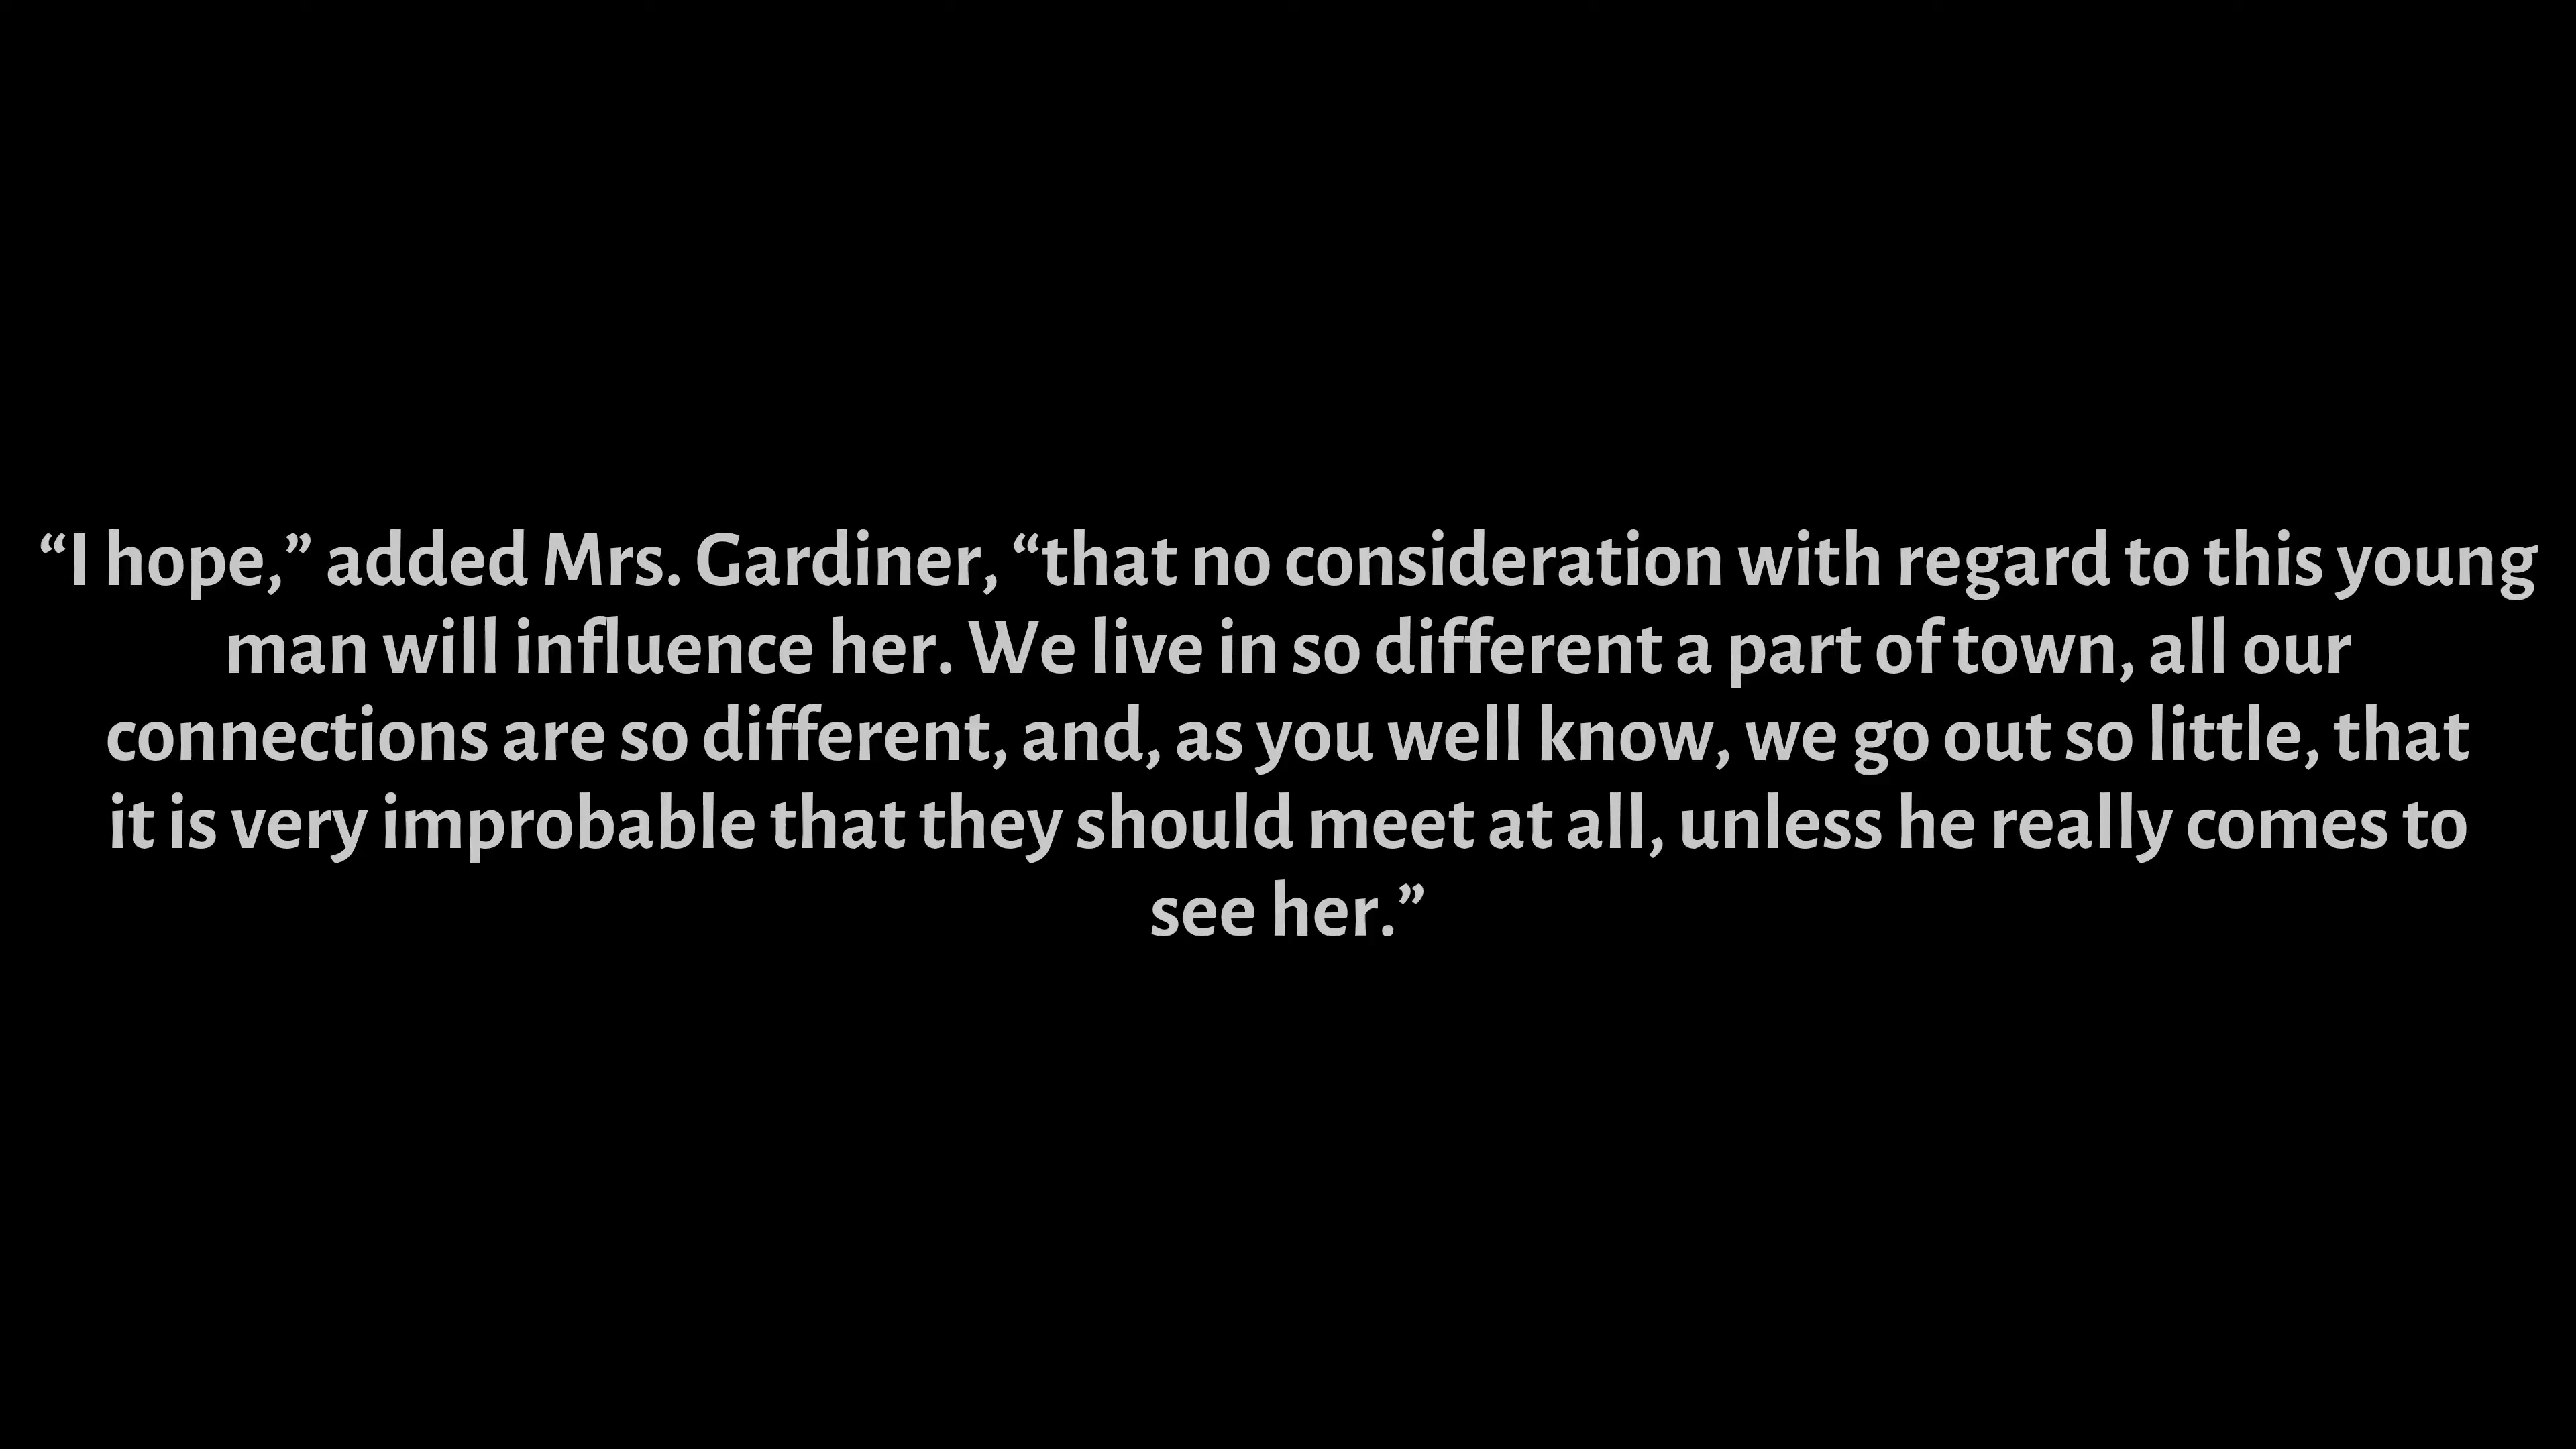 “I hope,” added Mrs. Gardiner, “that no consideration with regard to this young
man will influence her. We live in so different a part of town, all our
connections are so different, and, as you well know, we go out so little, that
it is very improbable that they should meet at all, unless he really comes to
see her.”